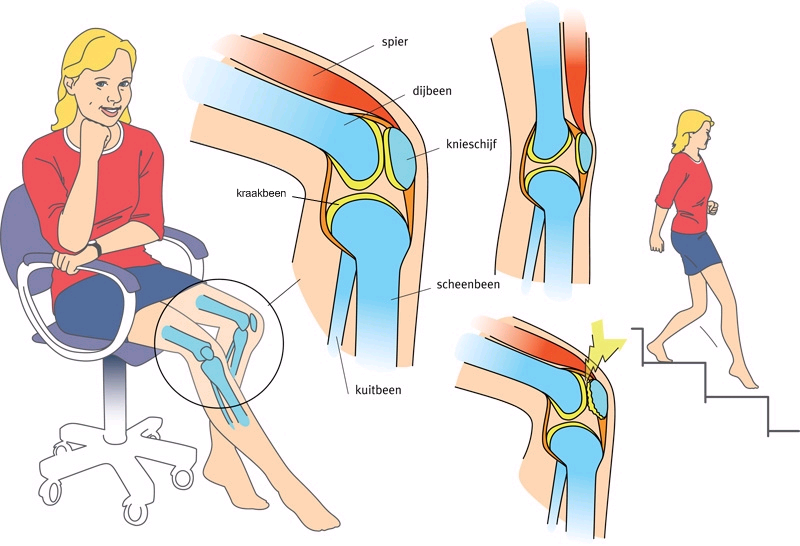 spier
dijbeen
knieschijf
kraakbeen
scheenbeen
kuitbeen